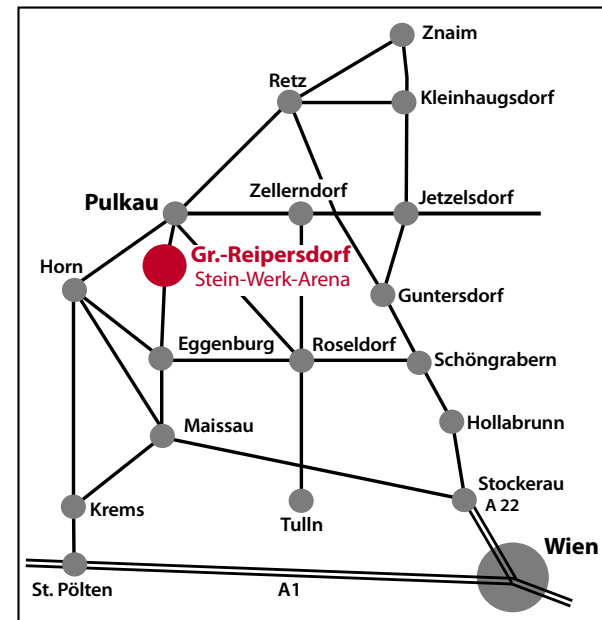 Znaim
Retz
Kleinhaugsdorf
Zellerndorf
Jetzelsdorf
Pulkau
Gr.-Reipersdorf
Stein-Werk-Arena
Horn
Guntersdorf
Eggenburg
Roseldorf
Schöngrabern
Maissau
Hollabrunn
Stockerau
A 22
Krems
Tulln
Wien
St. Pölten
A1